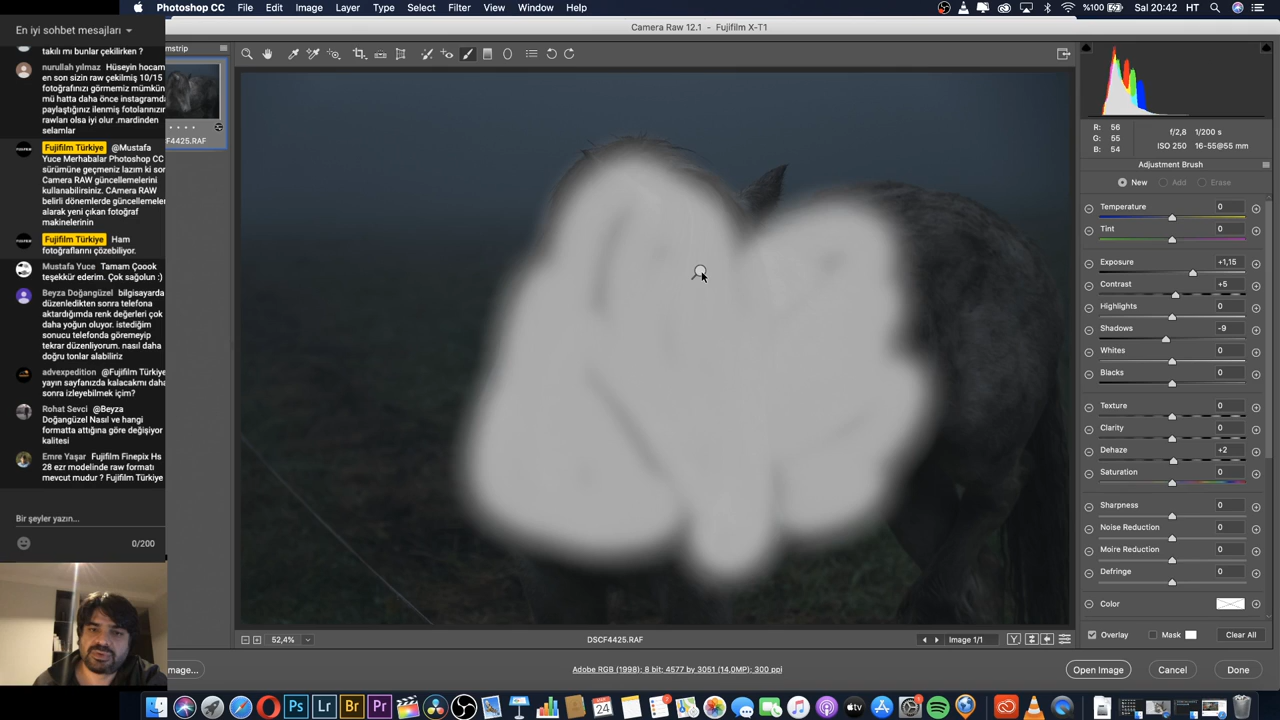 Photoshop CC File Edit Image Layer Type Select Filter View Window Help
%100 Sal 20:42 HT
Camera Raw 12.1 - Fujifilm X-T1
En iyi sohbet mesajları
mstrip
takılı mı bunlar çekilirken ?
nurullah yılmaz Hüseyin hocam
en son sizin raw çekilmiş 10/15
fotoğrafınızı görmemiz mümkün
mü hatta daha önce instagramda
paylaştığınız ilenmiş fotolarınızın
rawları olsa iyi olur .mardinden
selamlar
Fujifilm Türkiye @Mustafa
Yuce Merhabalar Photoshop CC
sürümüne geçmeniz lazım ki son
Camera RAW güncellemesini
kullanabilirsiniz. CAmera RAW
belirli dönemlerde güncellemeler
alarak yeni çıkan fotoğraf
makinelerinin
Fujifilm Türkiye Ham
fotoğraflarını çözebiliyor.
Mustafa Yuce Tamam Çoook
teşekkür ederim. Çok sağolun :)
Beyza Doğangüzel bilgisayarda
düzenledikten sonra telefona
aktardığımda renk değerleri çok
daha yoğun oluyor. istediğim
sonucu telefonda göremeyip
tekrar düzenliyorum. nasıl daha
doğru tonlar alabiliriz
advexpedition @Fujifilm Türkiye
yayın sayfanızda kalacakmı daha
sonra izleyebilmek içim?
Rohat Sevci @Beyza
Doğangüzel Nasıl ve hangi
formatta attığına göre değişiyor
kalitesi
Emre Yaşar Fujifilm Finepix Hs
28 ezr modelinde raw formatı
mevcut mudur ? Fujifilm Türkiye
Bir şeyler yazın...
0/200
CF4425.RAF
R: 56
G: 55
B: 54
f/2,8 1/200 s
ISO 250 16-55@55 mm
Adjustment Brush
New Add Erase
Temperature 0
Tint 0
Exposure +1,15
Contrast +5
Highlights 0
Shadows -9
Whites 0
Blacks 0
Texture 0
Clarity 0
Dehaze +2
Saturation 0
Sharpness 0
Noise Reduction 0
Moire Reduction 0
Defringe 0
Color
Overlay Mask Clear All
52,4% DSCF4425.RAF Image 1/1
mage... Adobe RGB (1998); 8 bit; 4577 by 3051 (14,0MP); 300 ppi Open Image Cancel Done
Ps Lr Br Pr
24